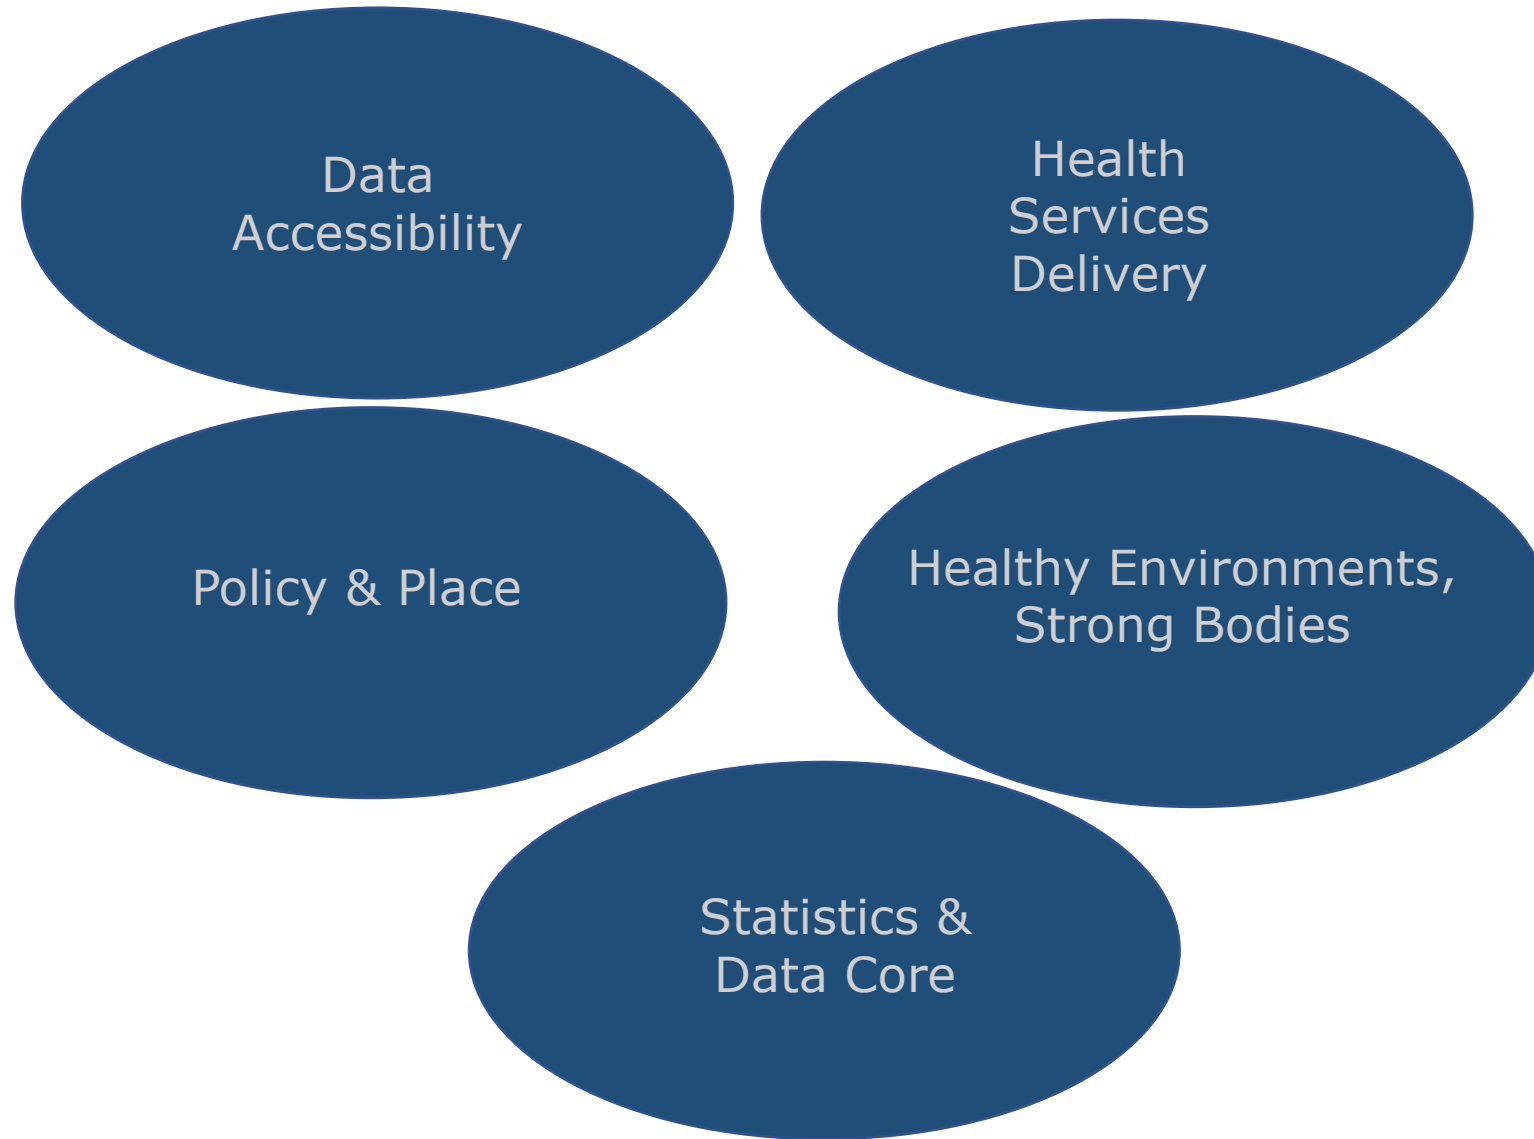 Data
Accessibility
Health
Services
Delivery
Policy & Place
Healthy Environments,
Strong Bodies
Statistics &
Data Core